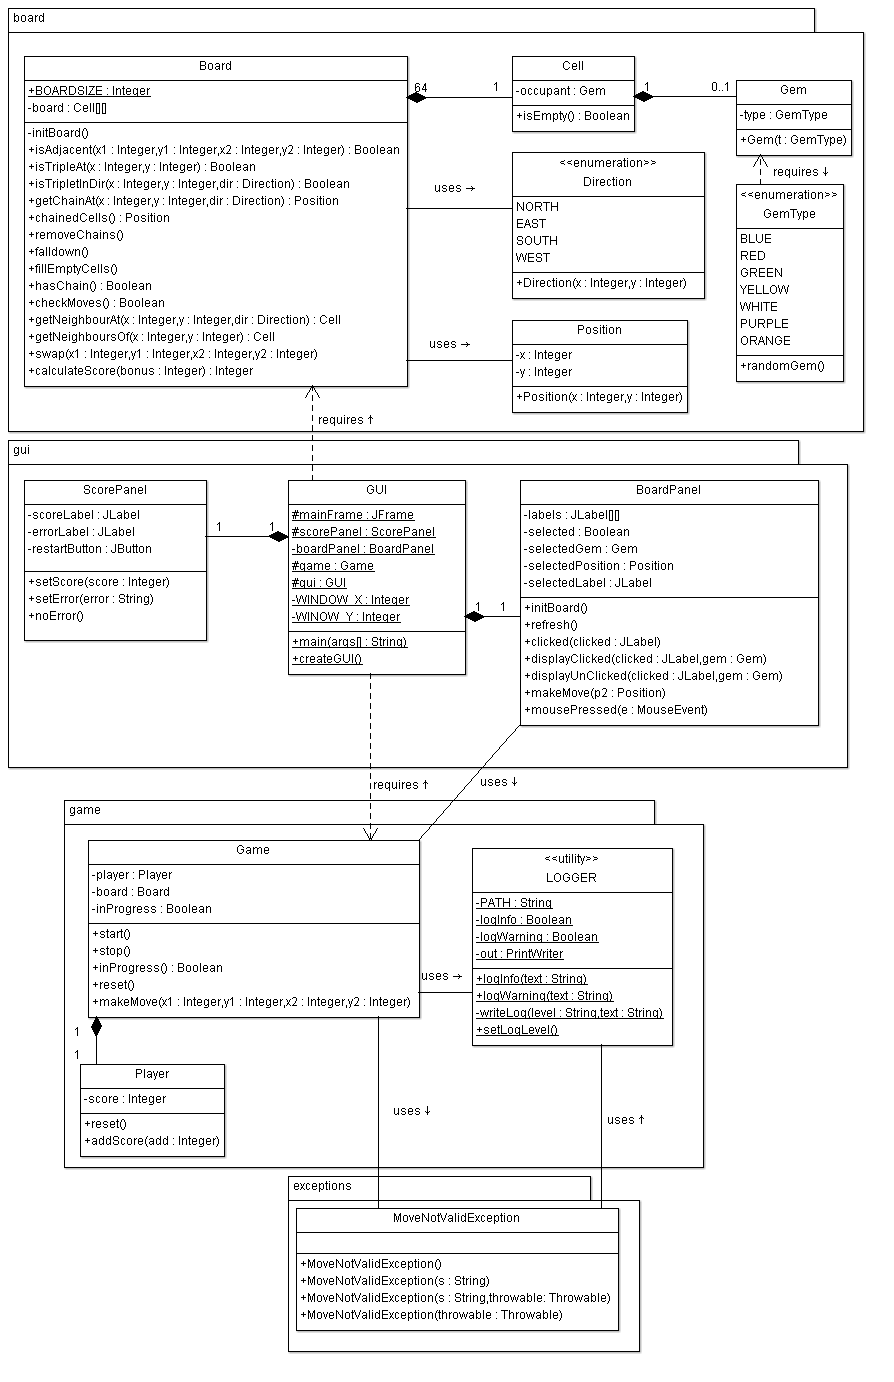 board
Board
+BOARDSIZE : Integer
-board : Cell[][]
-initBoard()
+isAdjacent(x1 : Integer,y1 : Integer,x2 : Integer,y2 : Integer) : Boolean
+isTripleAt(x : Integer,y : Integer) : Boolean
+isTripletInDir(x : Integer,y : Integer,dir : Direction) : Boolean
+getChainAt(x : Integer,y : Integer,dir : Direction) : Position
+chainedCells() : Position
+removeChains()
+falldown()
+fillEmptyCells()
+hasChain() : Boolean
+checkMoves() : Boolean
+getNeighbourAt(x : Integer,y : Integer,dir : Direction) : Cell
+getNeighboursOf(x : Integer,y : Integer) : Cell
+swap(x1 : Integer,y1 : Integer,x2 : Integer,y2 : Integer)
+calculateScore(bonus : Integer) : Integer
64
1
Cell
-occupant : Gem
+isEmpty() : Boolean
1
0..1
Gem
-type : GemType
+Gem(t : GemType)
requires ↓
uses →
<<enumeration>>
Direction
NORTH
EAST
SOUTH
WEST
+Direction(x : Integer,y : Integer)
<<enumeration>>
GemType
BLUE
RED
GREEN
YELLOW
WHITE
PURPLE
ORANGE
+randomGem()
uses →
Position
-x : Integer
-y : Integer
+Position(x : Integer,y : Integer)
requires ↑
gui
ScorePanel
-scoreLabel : JLabel
-errorLabel : JLabel
-restartButton : JButton
+setScore(score : Integer)
+setError(error : String)
+noError()
1
1
GUI
#mainFrame : JFrame
#scorePanel : ScorePanel
-boardPanel : BoardPanel
#game : Game
#gui : GUI
-WINDOW_X : Integer
-WINOW_Y : Integer
+main(args[] : String)
+createGUI()
1
1
BoardPanel
-labels : JLabel[][]
-selected : Boolean
-selectedGem : Gem
-selectedPosition : Position
-selectedLabel : JLabel
+initBoard()
+refresh()
+clicked(clicked : JLabel)
+displayClicked(clicked : JLabel,gem : Gem)
+displayUnClicked(clicked : JLabel,gem : Gem)
+makeMove(p2 : Position)
+mousePressed(e : MouseEvent)
requires ↑
uses ↓
game
Game
-player : Player
-board : Board
-inProgress : Boolean
+start()
+stop()
+inProgress() : Boolean
+reset()
+makeMove(x1 : Integer,y1 : Integer,x2 : Integer,y2 : Integer)
uses →
<<utility>>
LOGGER
-PATH : String
-logInfo : Boolean
-logWarning : Boolean
-out : PrintWriter
+logInfo(text : String)
+logWarning(text : String)
-writeLog(level : String,text : String)
+setLogLevel()
1
1
Player
-score : Integer
+reset()
+addScore(add : Integer)
uses ↓
uses ↑
exceptions
MoveNotValidException
+MoveNotValidException()
+MoveNotValidException(s : String)
+MoveNotValidException(s : String,throwable: Throwable)
+MoveNotValidException(throwable : Throwable)